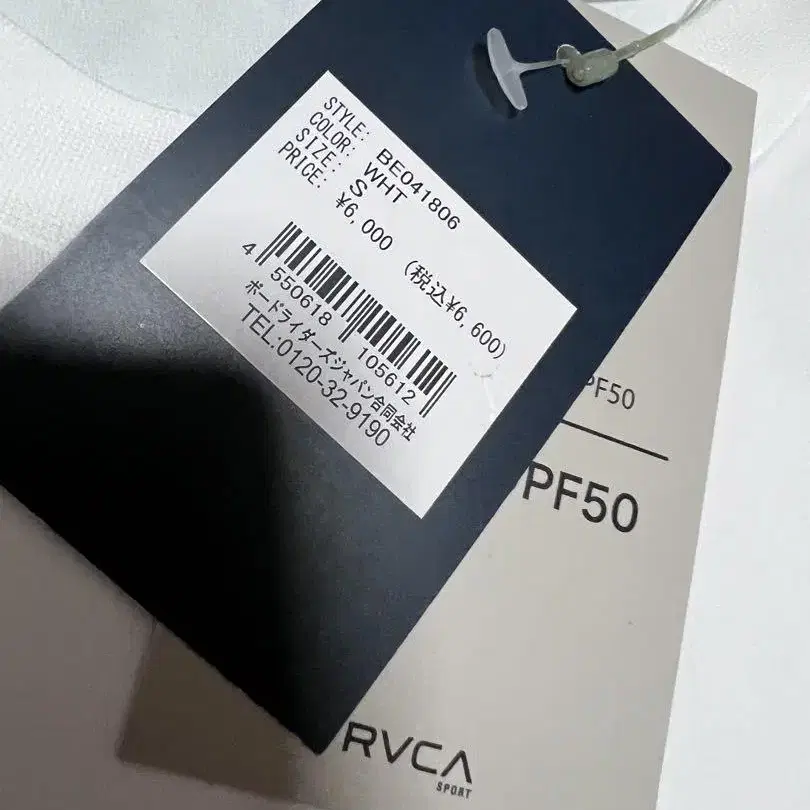 STYLE: BE041806
COLOR: WHT
SIZE: S
PRICE: ¥6,000 (税込¥6,600)
4 550618 105612
ボードライダーズジャパン合同会社
TEL:0120-32-9190
PF50
PF50
RVCA
SPORT